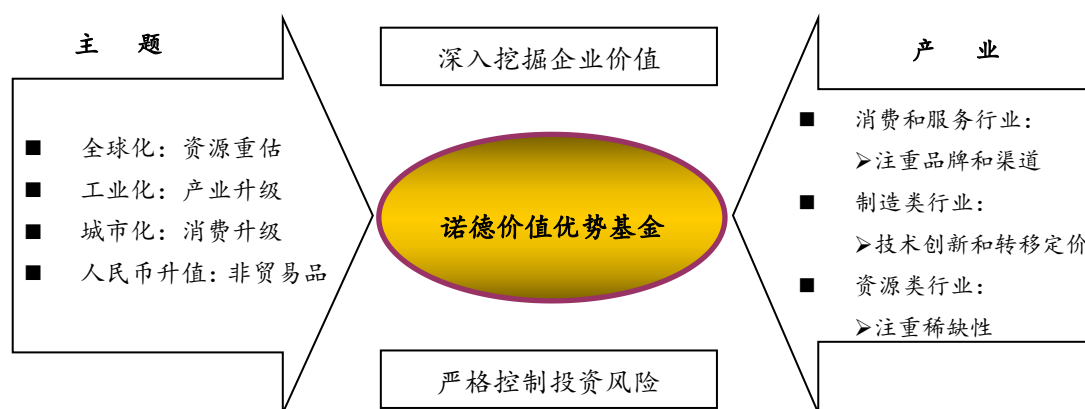 主 题
全球化：资源重估
工业化：产业升级
城市化：消费升级
人民币升值：非贸易品
深入挖掘企业价值
诺德价值优势基金
严格控制投资风险
产 业
消费和服务行业：
注重品牌和渠道
制造类行业：
技术创新和转移定价
资源类行业：
注重稀缺性